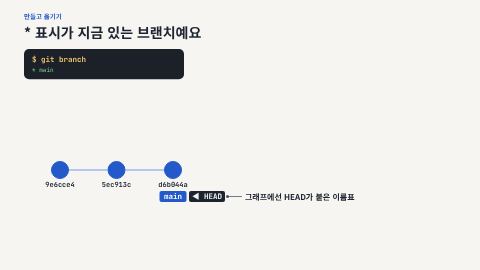 만들고 옮기기
* 표시가 지금 있는 브랜치예요
$ git branch
* main
9e6cce4 5ec913c d6b044a
main ◀ HEAD 그래프에선 HEAD가 붙은 이름표